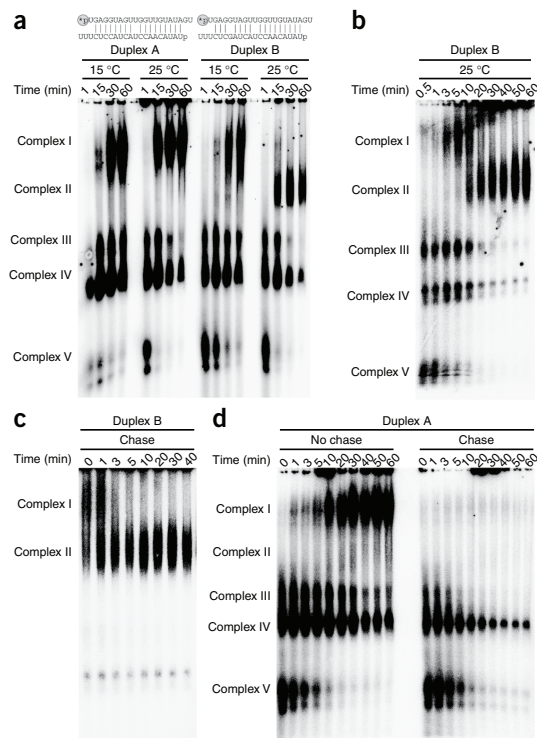 a
*pUGAGGUAGUUGGUUGUAUAGU
UUUCUCCAUCAUCCAACAUAUp
*pUGAGGUAGUUGGUUGUAUAGU
UUUCUCGAUCAUCCAACAUAUp
Duplex A Duplex B
15 °C 25 °C 15 °C 25 °C
Time (min) 1 15 30 60 1 15 30 60 1 15 30 60 1 15 30 60
Complex I
Complex II
Complex III
Complex IV
Complex V
b
Duplex B
25 °C
Time (min) 0.5 1 3 5 10 20 30 40 50 60
Complex I
Complex II
Complex III
Complex IV
Complex V
c
Duplex B
Chase
Time (min) 0 1 3 5 10 20 30 40
Complex I
Complex II
d
Duplex A
No chase Chase
Time (min) 0 1 3 5 10 20 30 40 50 60 0 1 3 5 10 20 30 40 50 60
Complex I
Complex II
Complex III
Complex IV
Complex V